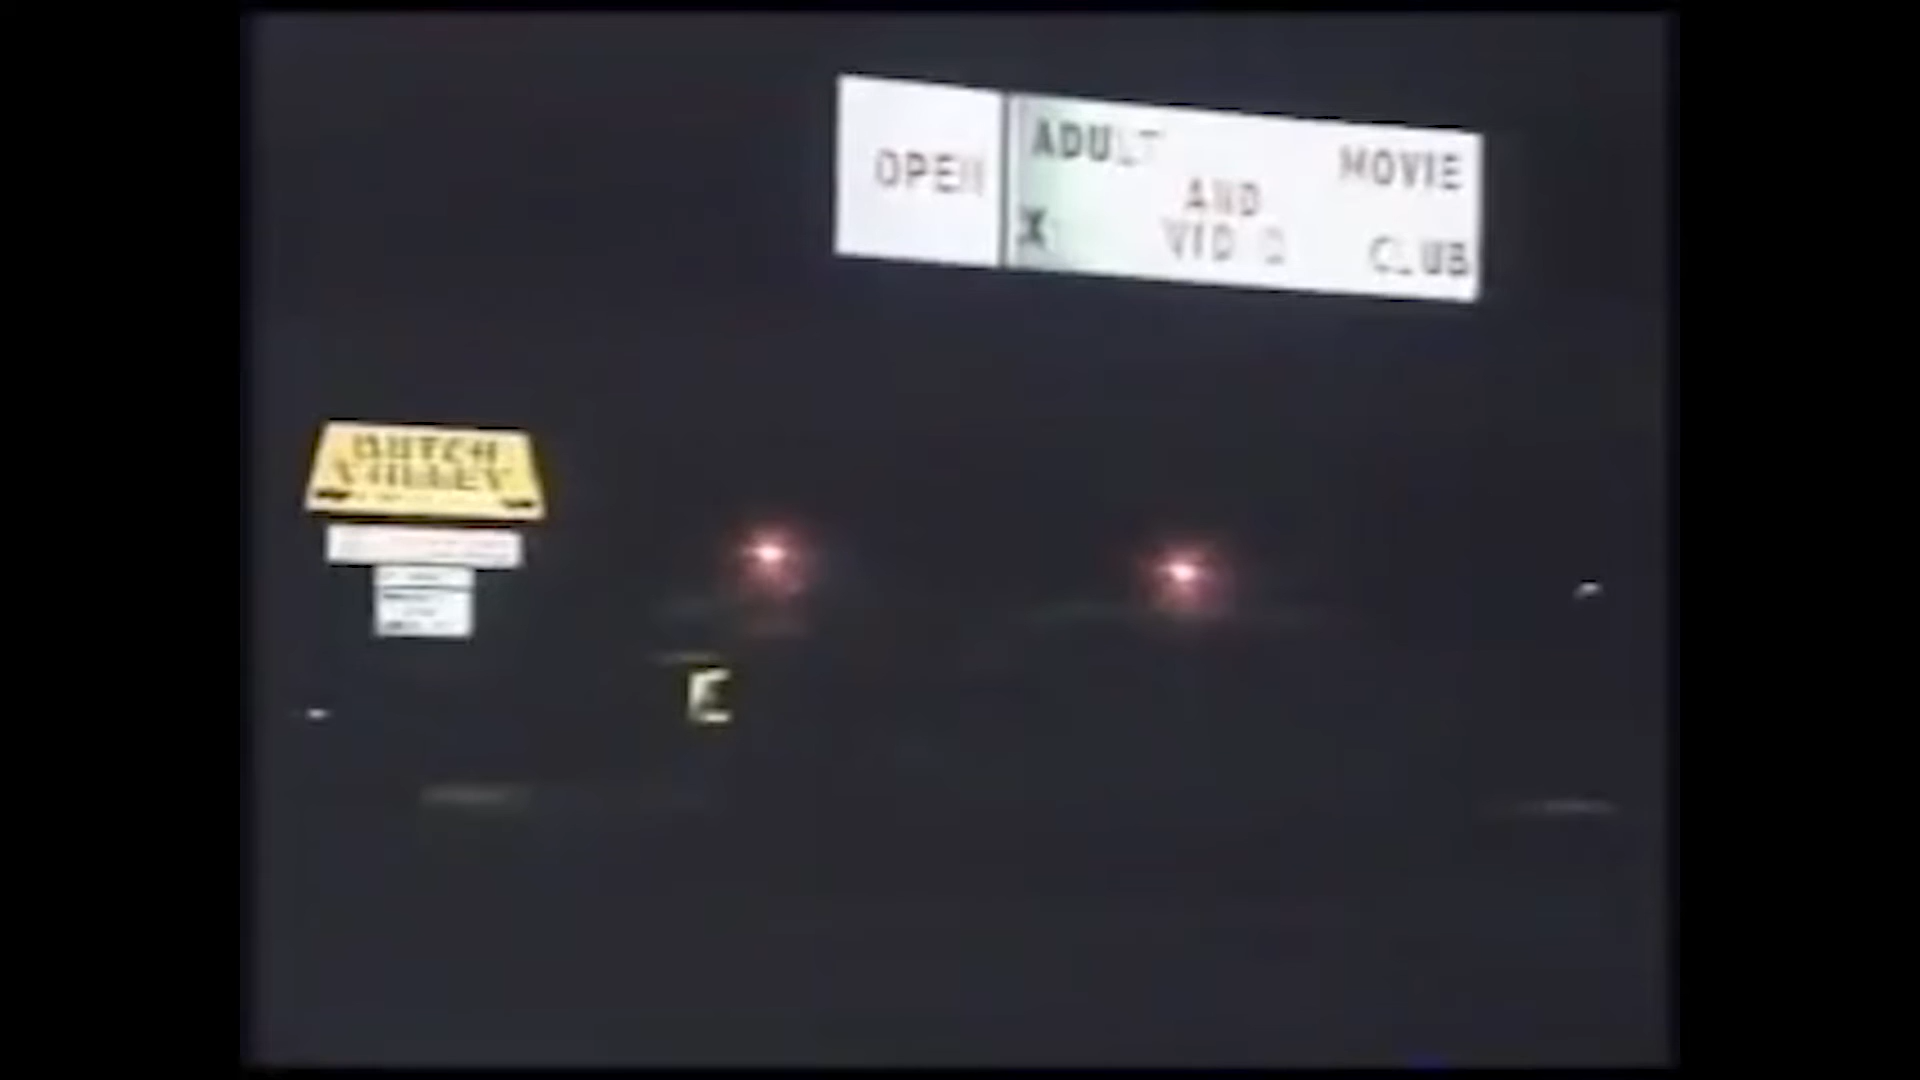 OPEN
ADULT MOVIE
AND
X VIDEO CLUB
DUTCH
VALLEY
E